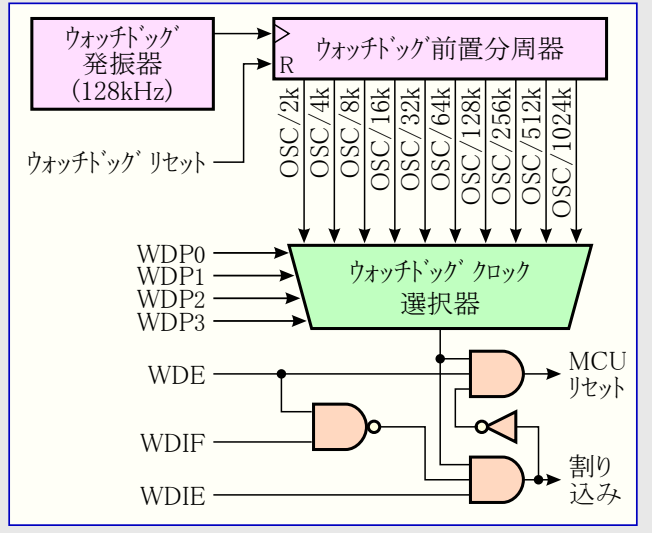 ウォッチドッグ
発振器
(128kHz)
ウォッチドッグ前置分周器
R
ウォッチドッグ リセット
OSC/2k
OSC/4k
OSC/8k
OSC/16k
OSC/32k
OSC/64k
OSC/128k
OSC/256k
OSC/512k
OSC/1024k
WDP0
WDP1
WDP2
WDP3
ウォッチドッグ クロック
選択器
WDE
MCU
リセット
WDIF
WDIE
割り
込み